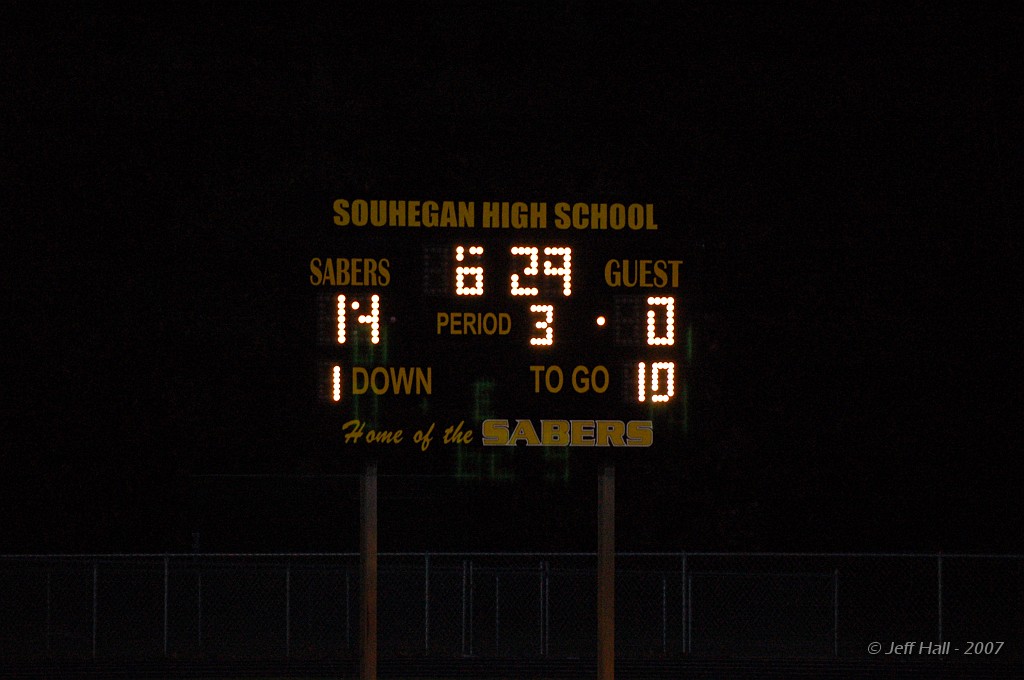 SOUHEGAN HIGH SCHOOL
6 29
SABERS GUEST
14 PERIOD 3 0
1 DOWN TO GO 10
Home of the SABERS
© Jeff Hall - 2007